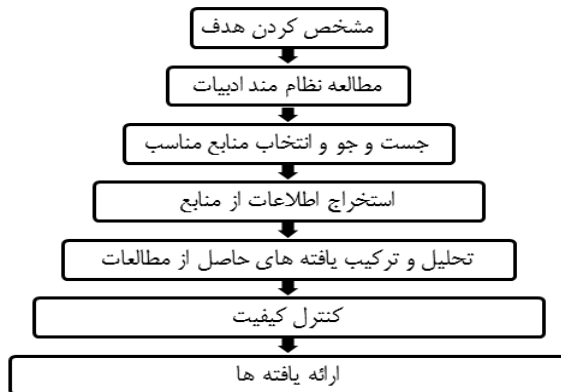 مشخص کردن هدف
مطالعه نظام مند ادبیات
جست و جو و انتخاب منابع مناسب
استخراج اطلاعات از منابع
تحلیل و ترکیب یافته های حاصل از مطالعات
کنترل کیفیت
ارائه یافته ها